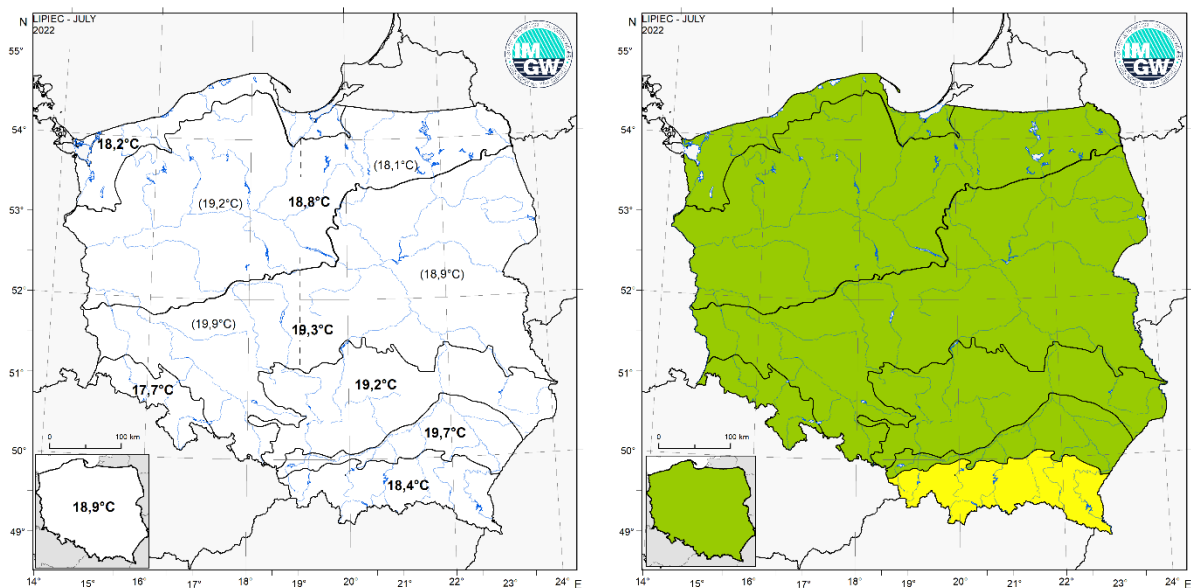 N
LIPIEC - JULY
2022
IM
GW
55°
54°
53°
52°
51°
50°
49°
18,2°C
(18,1°C)
(19,2°C)
18,8°C
(18,9°C)
(19,9°C)
19,3°C
17,7°C
19,2°C
19,7°C
18,4°C
0 100 km
18,9°C
14° 15° 16° 17° 18° 19° 20° 21° 22° 23° 24° E
N
LIPIEC - JULY
2022
IM
GW
55°
54°
53°
52°
51°
50°
49°
0 100 km
14° 15° 16° 17° 18° 19° 20° 21° 22° 23° 24° E